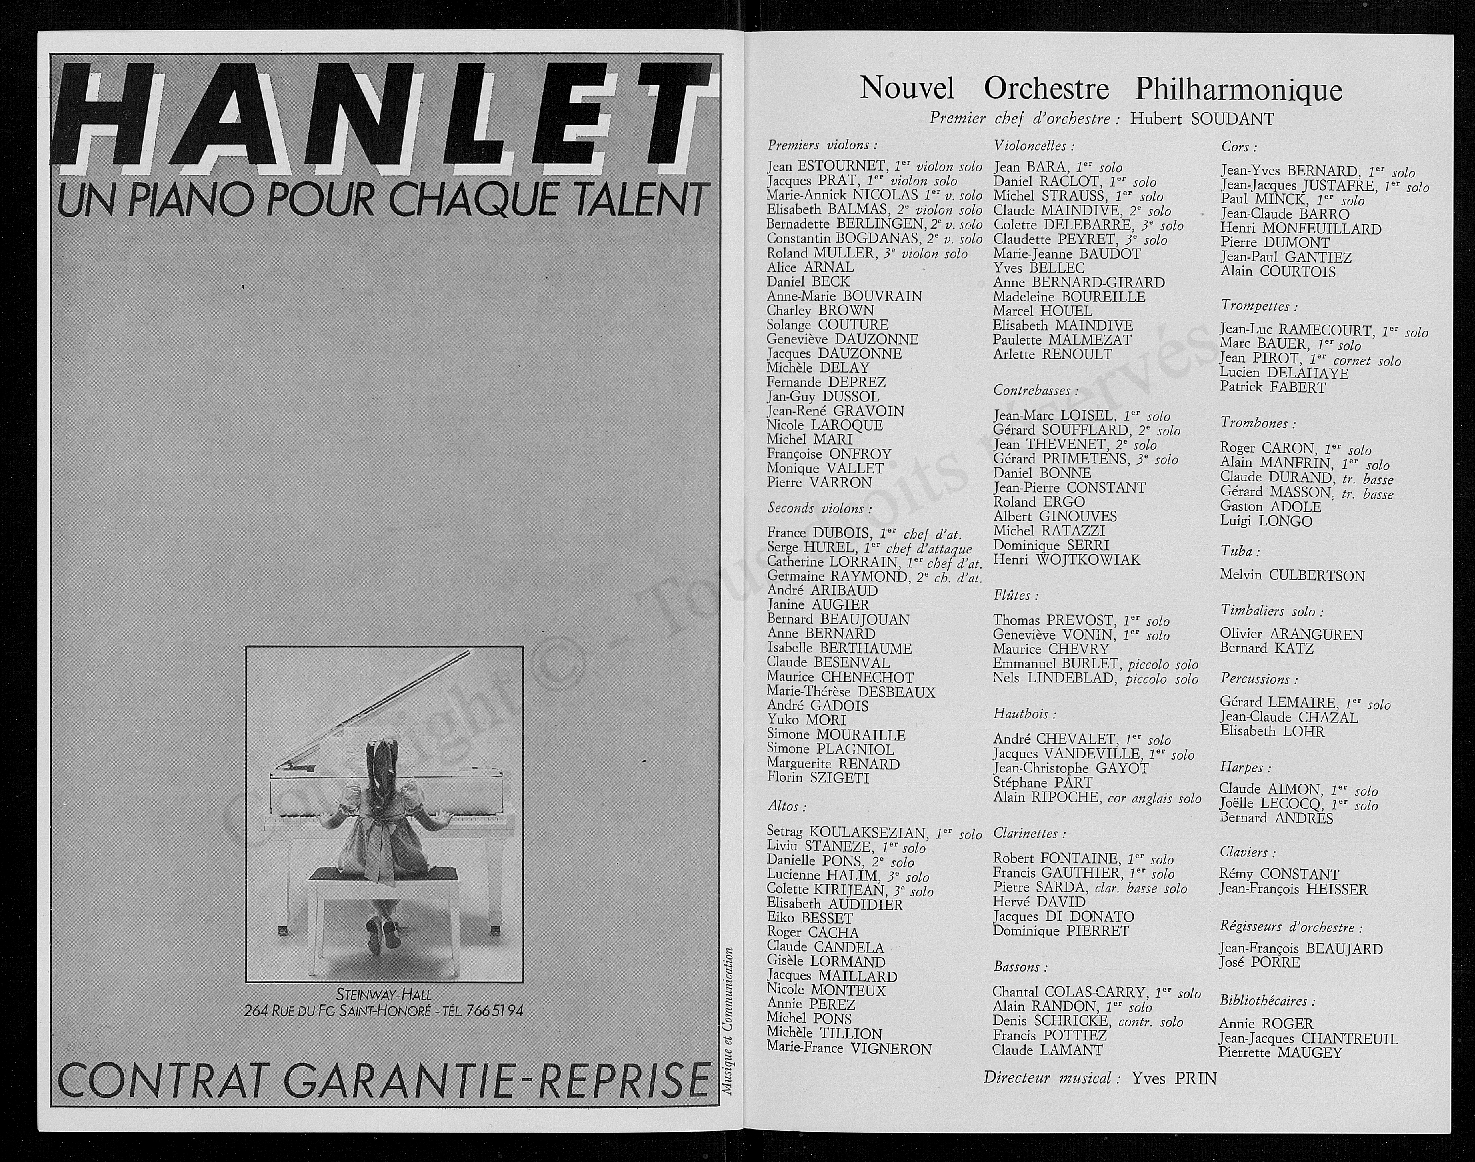 HANLET
UN PIANO POUR CHAQUE TALENT
STEINWAY-HALL
264 RUE DU FG SAINT-HONORÉ - TÉL. 766 51 94
CONTRAT GARANTIE-REPRISE
Musique et Communication
Nouvel Orchestre Philharmonique
Premier chef d'orchestre : Hubert SOUDANT
Premiers violons :
Jean ESTOURNET, 1er violon solo
Jacques PRAT, 1er violon solo
Marie-Annick NICOLAS 1er v. solo
Elisabeth BALMAS, 2e violon solo
Bernadette BERLINGEN, 2e v. solo
Constantin BOGDANAS, 2e v. solo
Roland MULLER, 3e violon solo
Alice ARNAL
Daniel BECK
Anne-Marie BOUVRAIN
Charley BROWN
Solange COUTURE
Geneviève DAUZONNE
Jacques DAUZONNE
Michèle DELAY
Fernande DEPREZ
Jan-Guy DUSSOL
Jean-René GRAVOIN
Nicole LAROQUE
Michel MARI
Françoise ONFROY
Monique VALLET
Pierre VARRON
Seconds violons :
France DUBOIS, 1er chef d'at.
Serge HUREL, 1er chef d'attaque
Catherine LORRAIN, 1er chef d'at.
Germaine RAYMOND, 2e ch. d'at.
André ARIBAUD
Janine AUGIER
Bernard BEAUJOUAN
Anne BERNARD
Isabelle BERTHAUME
Claude BESENVAL
Maurice CHENECHOT
Marie-Thérèse DESBEAUX
André GADOIS
Yuko MORI
Simone MOURAILLE
Simone PLAGNIOL
Marguerite RENARD
Florin SZIGETI
Altos :
Setrag KOULAKSEZIAN, 1er solo
Liviu STANEZE, 1er solo
Danielle PONS, 2e solo
Lucienne HALIM, 3e solo
Colette KIRIJEAN, 3e solo
Elisabeth AUDIDIER
Eiko BESSET
Roger CACHA
Claude CANDELA
Gisèle LORMAND
Jacques MAILLARD
Nicole MONTEUX
Annie PEREZ
Michel PONS
Michèle TILLION
Marie-France VIGNERON
Violoncelles :
Jean BARA, 1er solo
Daniel RACLOT, 1er solo
Michel STRAUSS, 1er solo
Claude MAINDIVE, 2e solo
Colette DELEBARRE, 3e solo
Claudette PEYRET, 3e solo
Marie-Jeanne BAUDOT
Yves BELLEC
Anne BERNARD-GIRARD
Madeleine BOUREILLE
Marcel HOUEL
Elisabeth MAINDIVE
Paulette MALMEZAT
Arlette RENOULT
Contrebasses :
Jean-Marc LOISEL, 1er solo
Gérard SOUFFLARD, 2e solo
Jean THEVENET, 2e solo
Gérard PRIMETENS, 3e solo
Daniel BONNE
Jean-Pierre CONSTANT
Roland ERGO
Albert GINOUVES
Michel RATAZZI
Dominique SERRI
Henri WOJTKOWIAK
Flûtes :
Thomas PREVOST, 1er solo
Geneviève VONIN, 1er solo
Maurice CHEVRY
Emmanuel BURLET, piccolo solo
Nels LINDEBLAD, piccolo solo
Hautbois :
André CHEVALET, 1er solo
Jacques VANDEVILLE, 1er solo
Jean-Christophe GAYOT
Stéphane PART
Alain RIPOCHE, cor anglais solo
Clarinettes :
Robert FONTAINE, 1er solo
Francis GAUTHIER, 1er solo
Pierre SARDA, clar. basse solo
Hervé DAVID
Jacques DI DONATO
Dominique PIERRET
Bassons :
Chantal COLAS-CARRY, 1er solo
Alain RANDON, 1er solo
Denis SCHRICKE, contr. solo
Francis POTTIEZ
Claude LAMANT
Cors :
Jean-Yves BERNARD, 1er solo
Jean-Jacques JUSTAFRE, 1er solo
Paul MINCK, 1er solo
Jean-Claude BARRO
Henri MONFEUILLARD
Pierre DUMONT
Jean-Paul GANTIEZ
Alain COURTOIS
Trompettes :
Jean-Luc RAMECOURT, 1er solo
Marc BAUER, 1er solo
Jean PIROT, 1er cornet solo
Lucien DELAHAYE
Patrick FABERT
Trombones :
Roger CARON, 1er solo
Alain MANFRIN, 1er solo
Claude DURAND, tr. basse
Gérard MASSON, tr. basse
Gaston ADOLE
Luigi LONGO
Tuba :
Melvin CULBERTSON
Timbaliers solo :
Olivier ARANGUREN
Bernard KATZ
Percussions :
Gérard LEMAIRE, 1er solo
Jean-Claude CHAZAL
Elisabeth LOHR
Harpes :
Claude AIMON, 1er solo
Joëlle LECOCQ, 1er solo
Bernard ANDRES
Claviers :
Rémy CONSTANT
Jean-François HEISSER
Régisseurs d'orchestre :
Jean-François BEAUJARD
José PORRE
Bibliothécaires :
Annie ROGER
Jean-Jacques CHANTREUIL
Pierrette MAUGEY
Directeur musical : Yves PRIN
Copyright © - Tous droits réservés